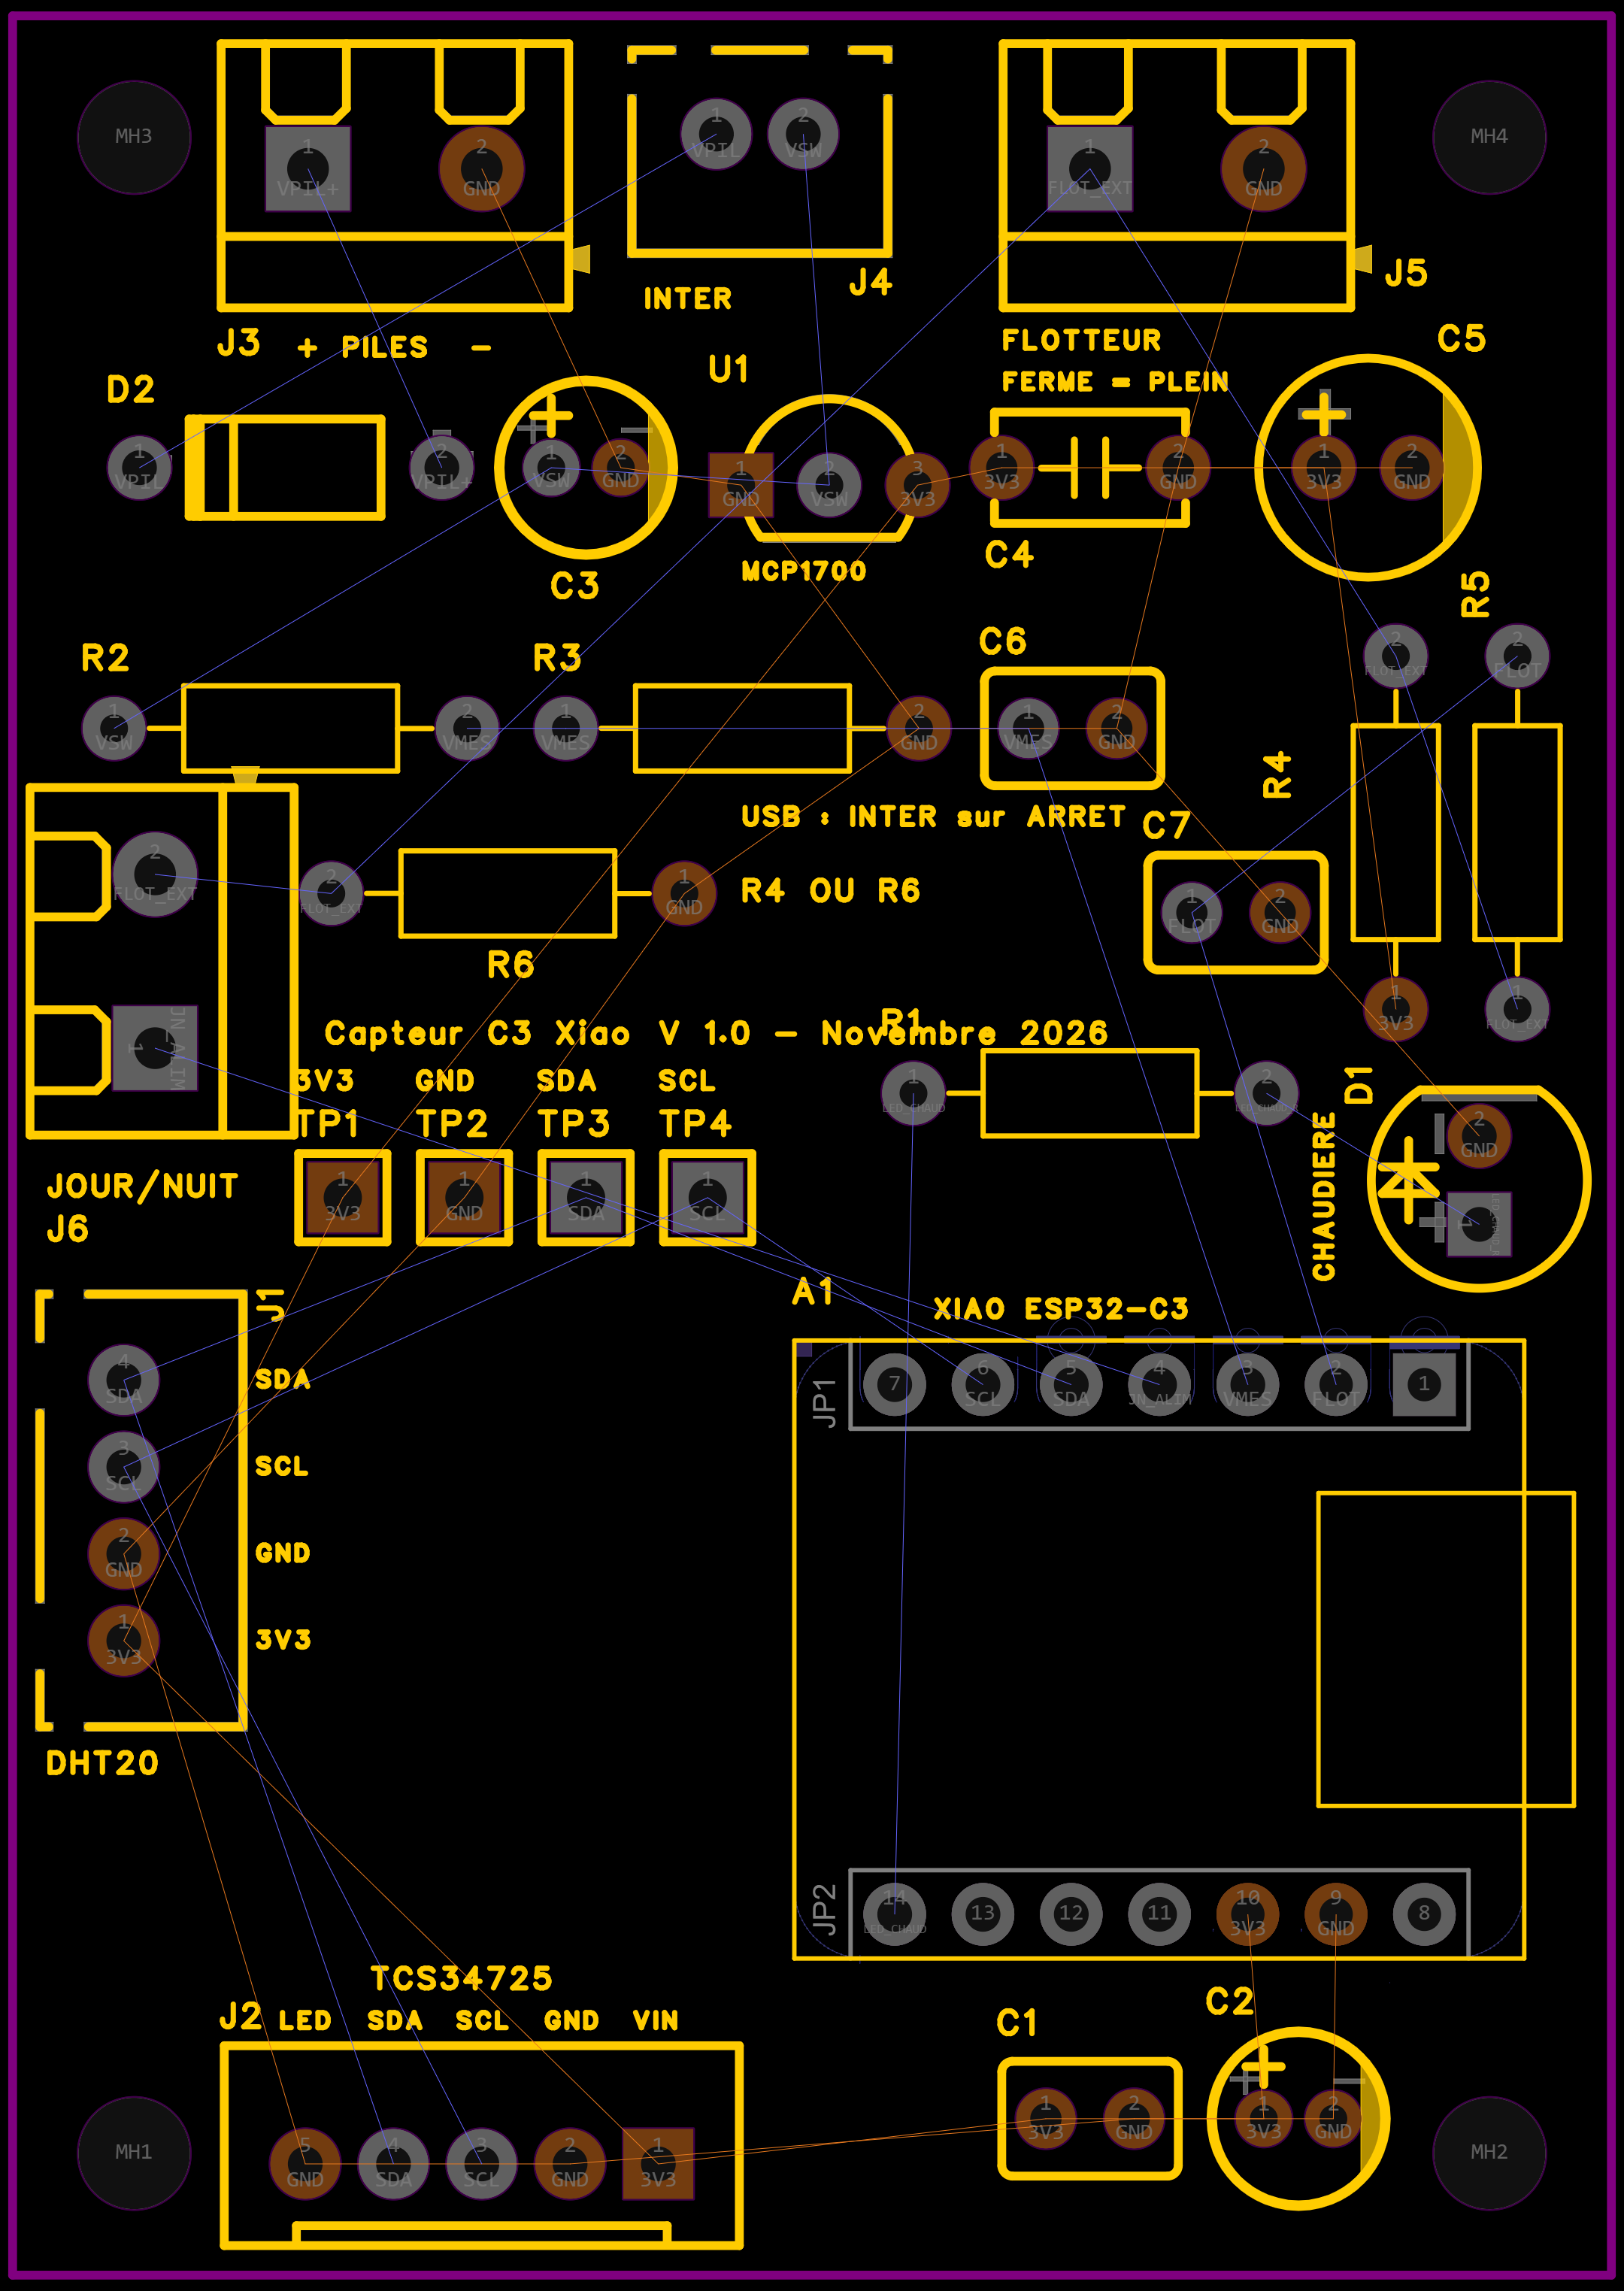 MH3
MH4
1 VPIL+
2 GND
1 VPIL
2 VSW
1 FLOT_EXT
2 GND
J4
J5
INTER
J3 + PILES -
FLOTTEUR
FERME = PLEIN
C5
U1
D2
1 VPIL
2 VPIL+
1 VSW
2 GND
1 GND
2 VSW
3 3V3
1 3V3
2 GND
1 3V3
2 GND
C3
MCP1700
C4
R5
R2
R3
C6
2 FLOT_EXT
2 FLOT
1 VSW
2 VMES
1 VMES
2 GND
1 VMES
2 GND
R4
USB : INTER sur ARRET
C7
2 FLOT_EXT
2 FLOT_EXT
1 GND
R4 OU R6
1 FLOT
2 GND
R6
1 3V3
1 FLOT_EXT
Capteur C3 Xiao V 1.0 - Novembre 2026
R1
1 JN_ALIM
3V3 GND SDA SCL
TP1 TP2 TP3 TP4
1 LED_CHAUD
2
D1
2 GND
1
CHAUDIERE
JOUR/NUIT
J6
1 3V3
1 GND
1 SDA
1 SCL
A1
XIAO ESP32-C3
J1
4 SDA
SDA
3 SCL
SCL
2 GND
GND
1 3V3
3V3
DHT20
JP1
7
6 SCL
5 SDA
4 JN_ALIM
3 VMES
2 FLOT
1
JP2
14 LED_CHAUD
13
12
11
10 3V3
9 GND
8
TCS34725
J2 LED SDA SCL GND VIN
C1
C2
5 GND
4 SDA
3 SCL
2 GND
1 3V3
1 3V3
2 GND
1 3V3
2 GND
MH1
MH2